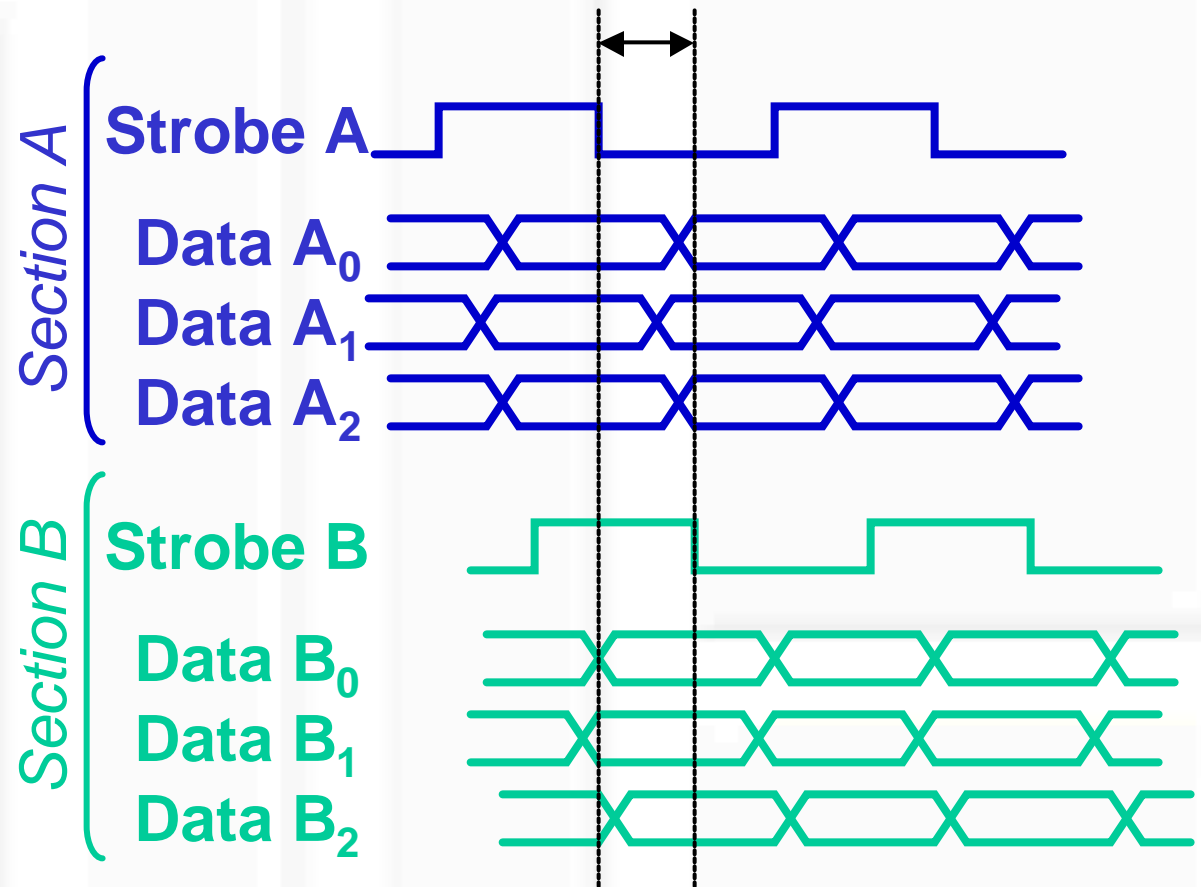 Section A
Strobe A
Data A₀
Data A₁
Data A₂
Section B
Strobe B
Data B₀
Data B₁
Data B₂